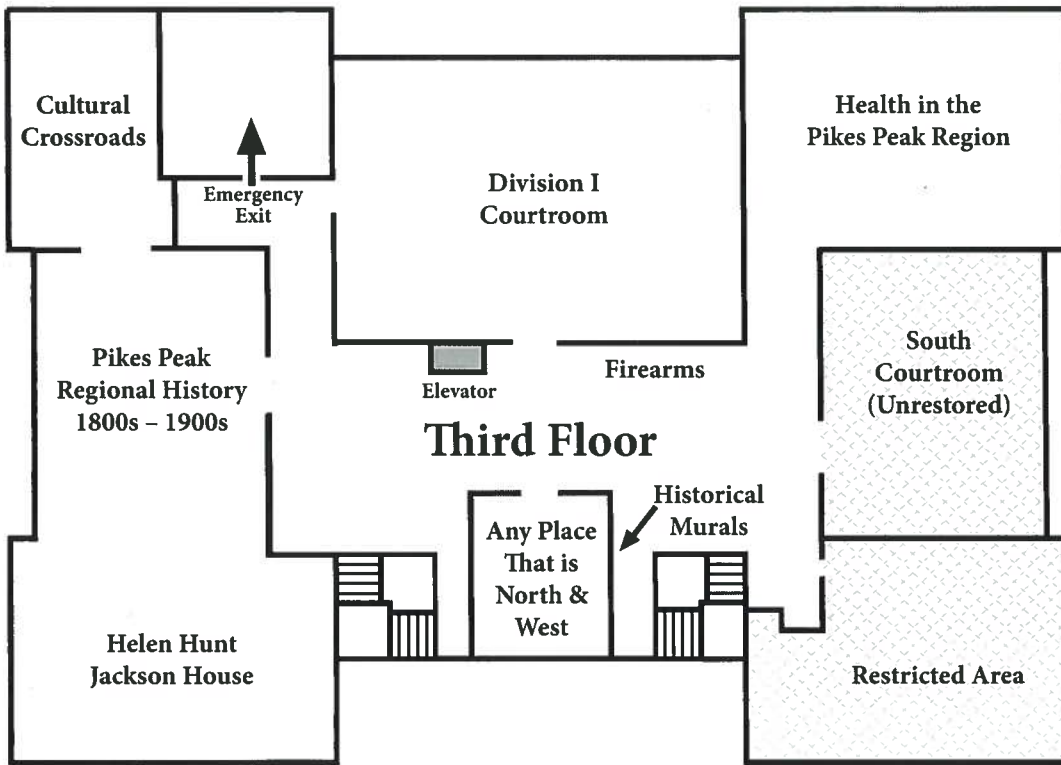 Cultural
Crossroads
Emergency
Exit
Division I
Courtroom
Health in the
Pikes Peak Region
Pikes Peak
Regional History
1800s – 1900s
Elevator
Firearms
South
Courtroom
(Unrestored)
Third Floor
Historical
Murals
Any Place
That is
North &
West
Helen Hunt
Jackson House
Restricted Area